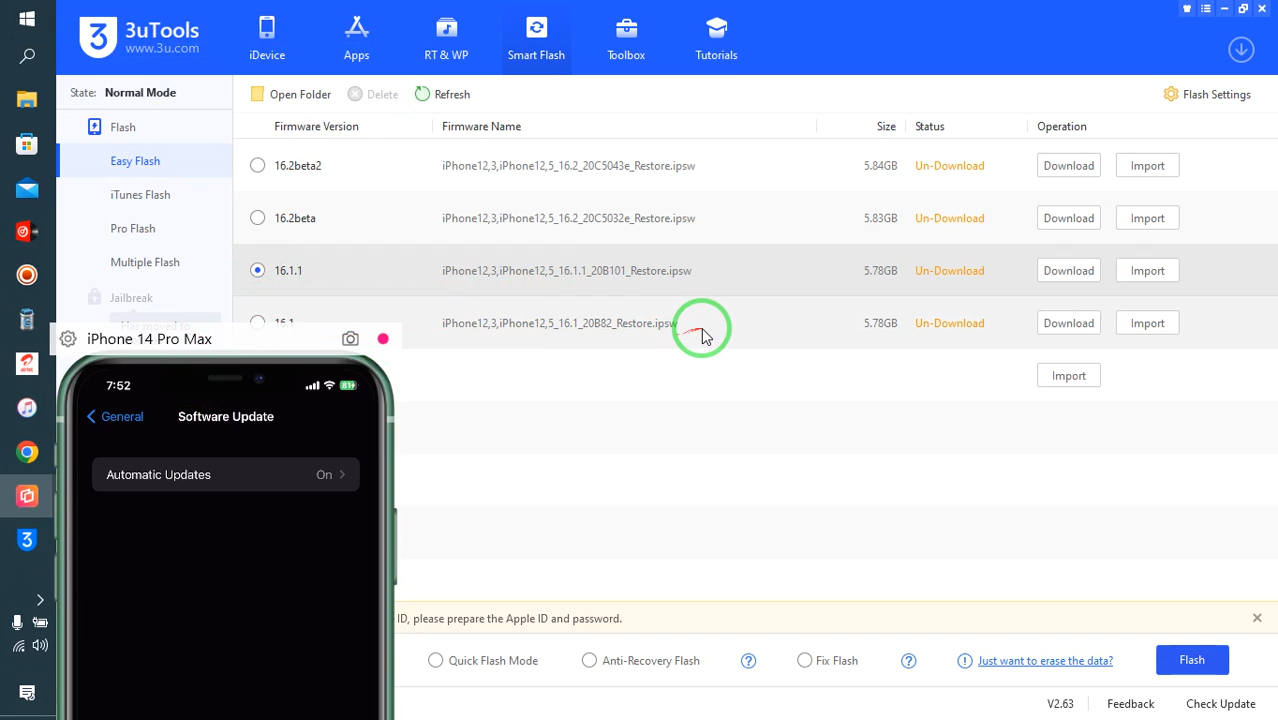 3uTools
www.3u.com
iDevice
Apps
RT & WP
Smart Flash
Toolbox
Tutorials
State: Normal Mode
Open Folder
Delete
Refresh
Flash Settings
Flash
Easy Flash
iTunes Flash
Pro Flash
Multiple Flash
Jailbreak
Has moved to
Firmware Version Firmware Name Size Status Operation
16.2beta2 iPhone12,3,iPhone12,5_16.2_20C5043e_Restore.ipsw 5.84GB Un-Download Download Import
16.2beta iPhone12,3,iPhone12,5_16.2_20C5032e_Restore.ipsw 5.83GB Un-Download Download Import
16.1.1 iPhone12,3,iPhone12,5_16.1.1_20B101_Restore.ipsw 5.78GB Un-Download Download Import
16.1 iPhone12,3,iPhone12,5_16.1_20B82_Restore.ipsw 5.78GB Un-Download Download Import
Import
iPhone 14 Pro Max
7:52
81
General
Software Update
Automatic Updates On
ID, please prepare the Apple ID and password.
Quick Flash Mode
Anti-Recovery Flash
Fix Flash
Just want to erase the data?
Flash
V2.63
Feedback
Check Update
airtel